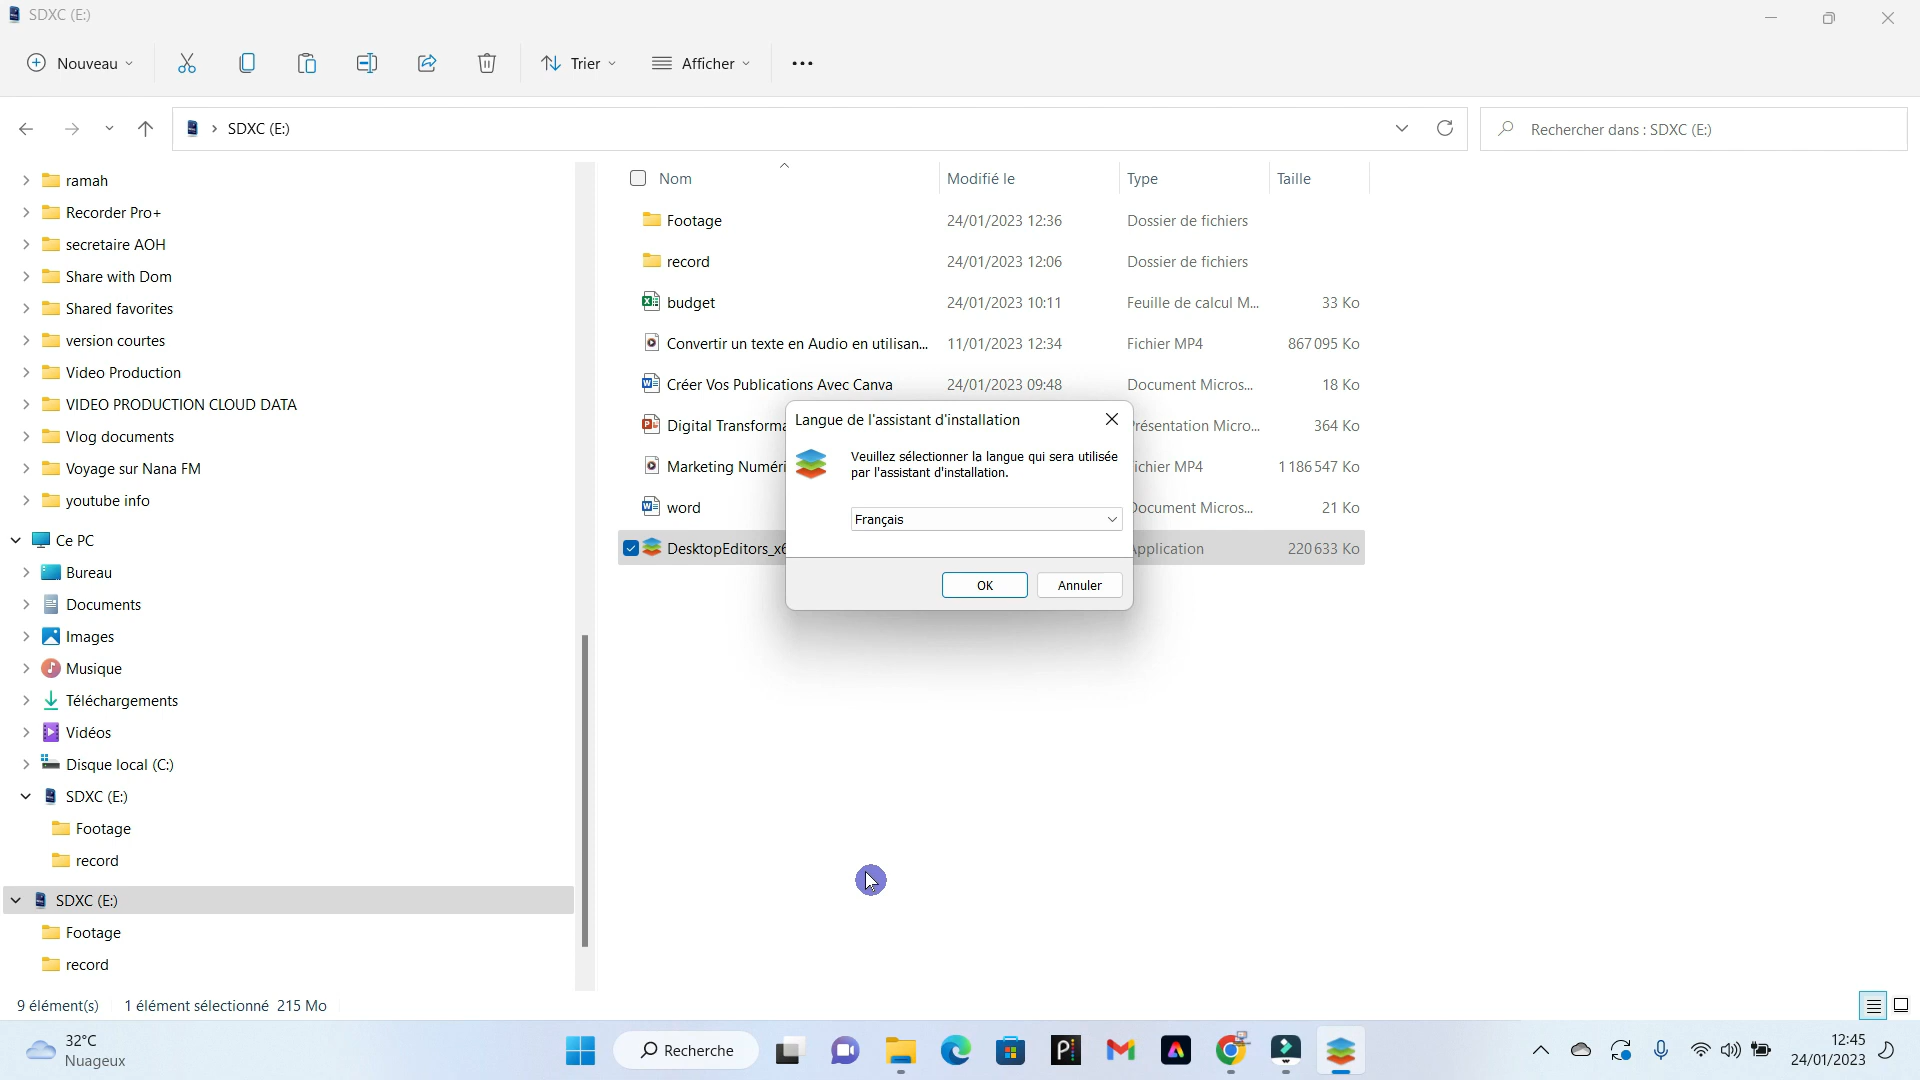 SDXC (E:)
Nouveau
Trier
Afficher
SDXC (E:)
Rechercher dans : SDXC (E:)
ramah
Recorder Pro+
secretaire AOH
Share with Dom
Shared favorites
version courtes
Video Production
VIDEO PRODUCTION CLOUD DATA
Vlog documents
Voyage sur Nana FM
youtube info
Ce PC
Bureau
Documents
Images
Musique
Téléchargements
Vidéos
Disque local (C:)
SDXC (E:)
Footage
record
SDXC (E:)
Footage
record
Nom Modifié le Type Taille
Footage 24/01/2023 12:36 Dossier de fichiers
record 24/01/2023 12:06 Dossier de fichiers
budget 24/01/2023 10:11 Feuille de calcul M... 33 Ko
Convertir un texte en Audio en utilisan... 11/01/2023 12:34 Fichier MP4 867 095 Ko
Créer Vos Publications Avec Canva 24/01/2023 09:48 Document Micros... 18 Ko
Digital Transforma résentation Micro... 364 Ko
Marketing Numéri ichier MP4 1 186 547 Ko
word ocument Micros... 21 Ko
DesktopEditors_x6 pplication 220 633 Ko
Langue de l'assistant d'installation
Veuillez sélectionner la langue qui sera utilisée
par l'assistant d'installation.
Français
OK Annuler
9 élément(s) 1 élément sélectionné 215 Mo
32°C
Nuageux
Recherche
12:45
24/01/2023